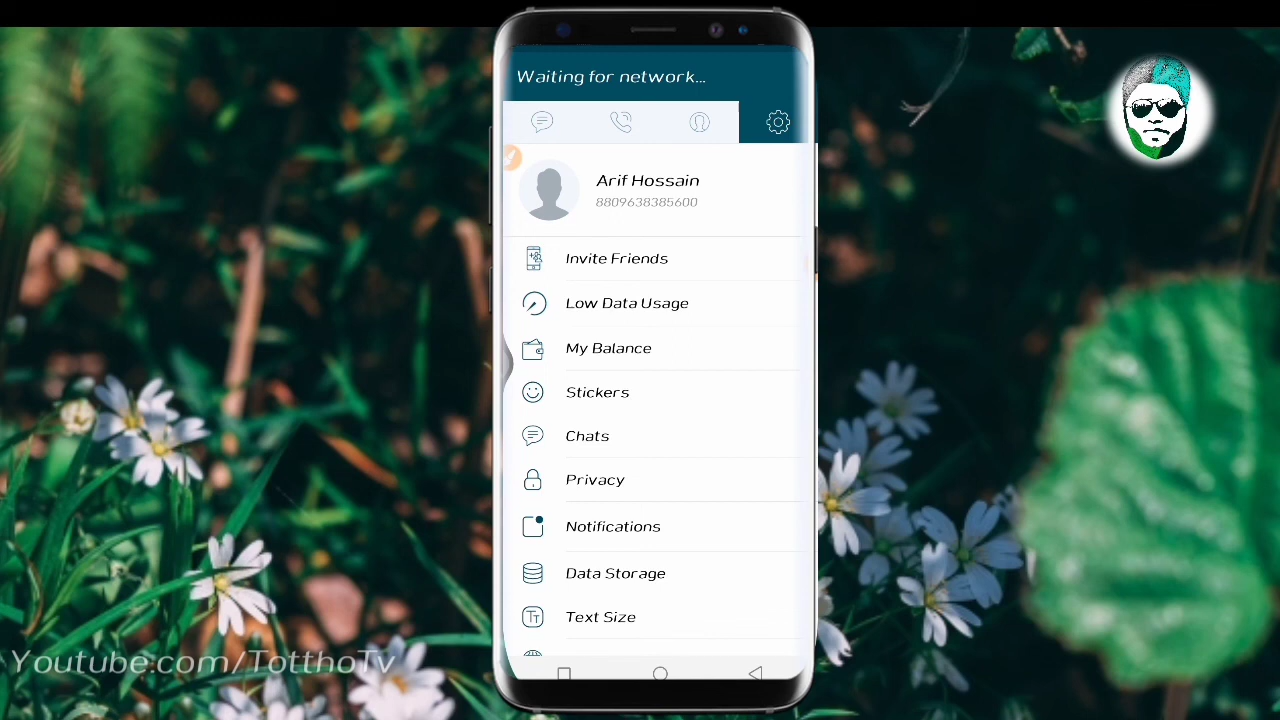 Waiting for network...
Arif Hossain
8809638385600
Invite Friends
Low Data Usage
My Balance
Stickers
Chats
Privacy
Notifications
Data Storage
Text Size
Youtube.com/TotthoTv